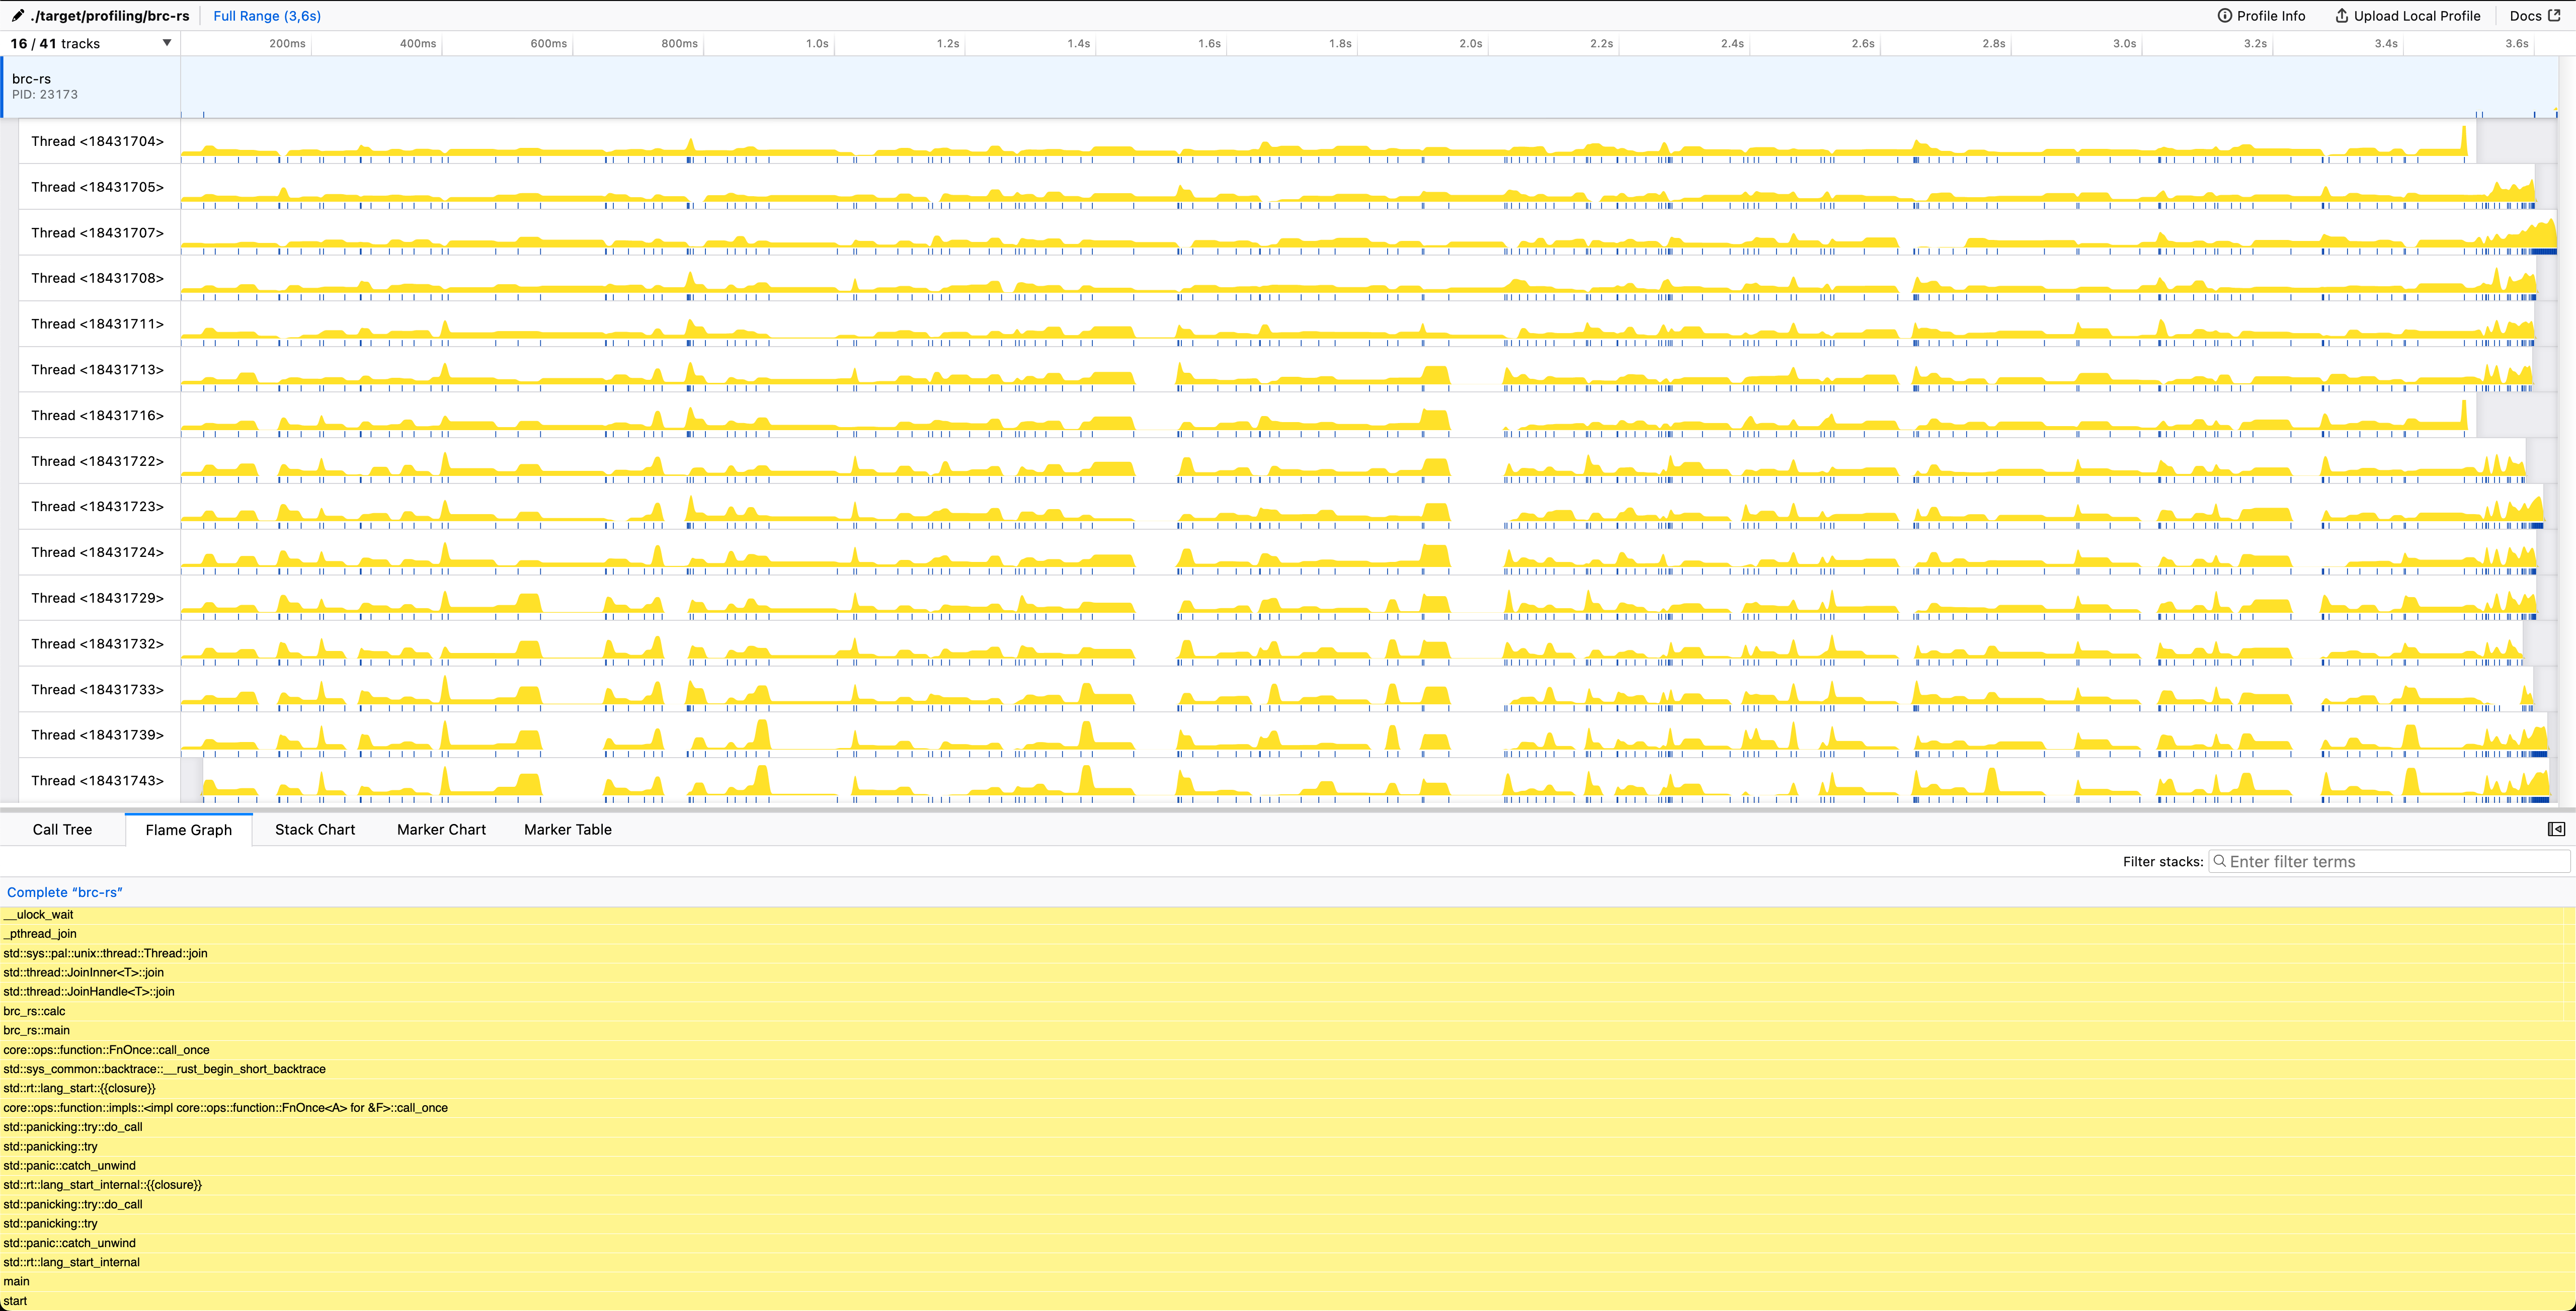 ./target/profiling/brc-rs Full Range (3,6s) Profile Info Upload Local Profile Docs
16 / 41 tracks 200ms 400ms 600ms 800ms 1.0s 1.2s 1.4s 1.6s 1.8s 2.0s 2.2s 2.4s 2.6s 2.8s 3.0s 3.2s 3.4s 3.6s
brc-rs
PID: 23173
Thread <18431704>
Thread <18431705>
Thread <18431707>
Thread <18431708>
Thread <18431711>
Thread <18431713>
Thread <18431716>
Thread <18431722>
Thread <18431723>
Thread <18431724>
Thread <18431729>
Thread <18431732>
Thread <18431733>
Thread <18431739>
Thread <18431743>
Call Tree Flame Graph Stack Chart Marker Chart Marker Table
Filter stacks: Enter filter terms
Complete “brc-rs”
__ulock_wait
_pthread_join
std::sys::pal::unix::thread::Thread::join
std::thread::JoinInner<T>::join
std::thread::JoinHandle<T>::join
brc_rs::calc
brc_rs::main
core::ops::function::FnOnce::call_once
std::sys_common::backtrace::__rust_begin_short_backtrace
std::rt::lang_start::{{closure}}
core::ops::function::impls::<impl core::ops::function::FnOnce<A> for &F>::call_once
std::panicking::try::do_call
std::panicking::try
std::panic::catch_unwind
std::rt::lang_start_internal::{{closure}}
std::panicking::try::do_call
std::panicking::try
std::panic::catch_unwind
std::rt::lang_start_internal
main
start